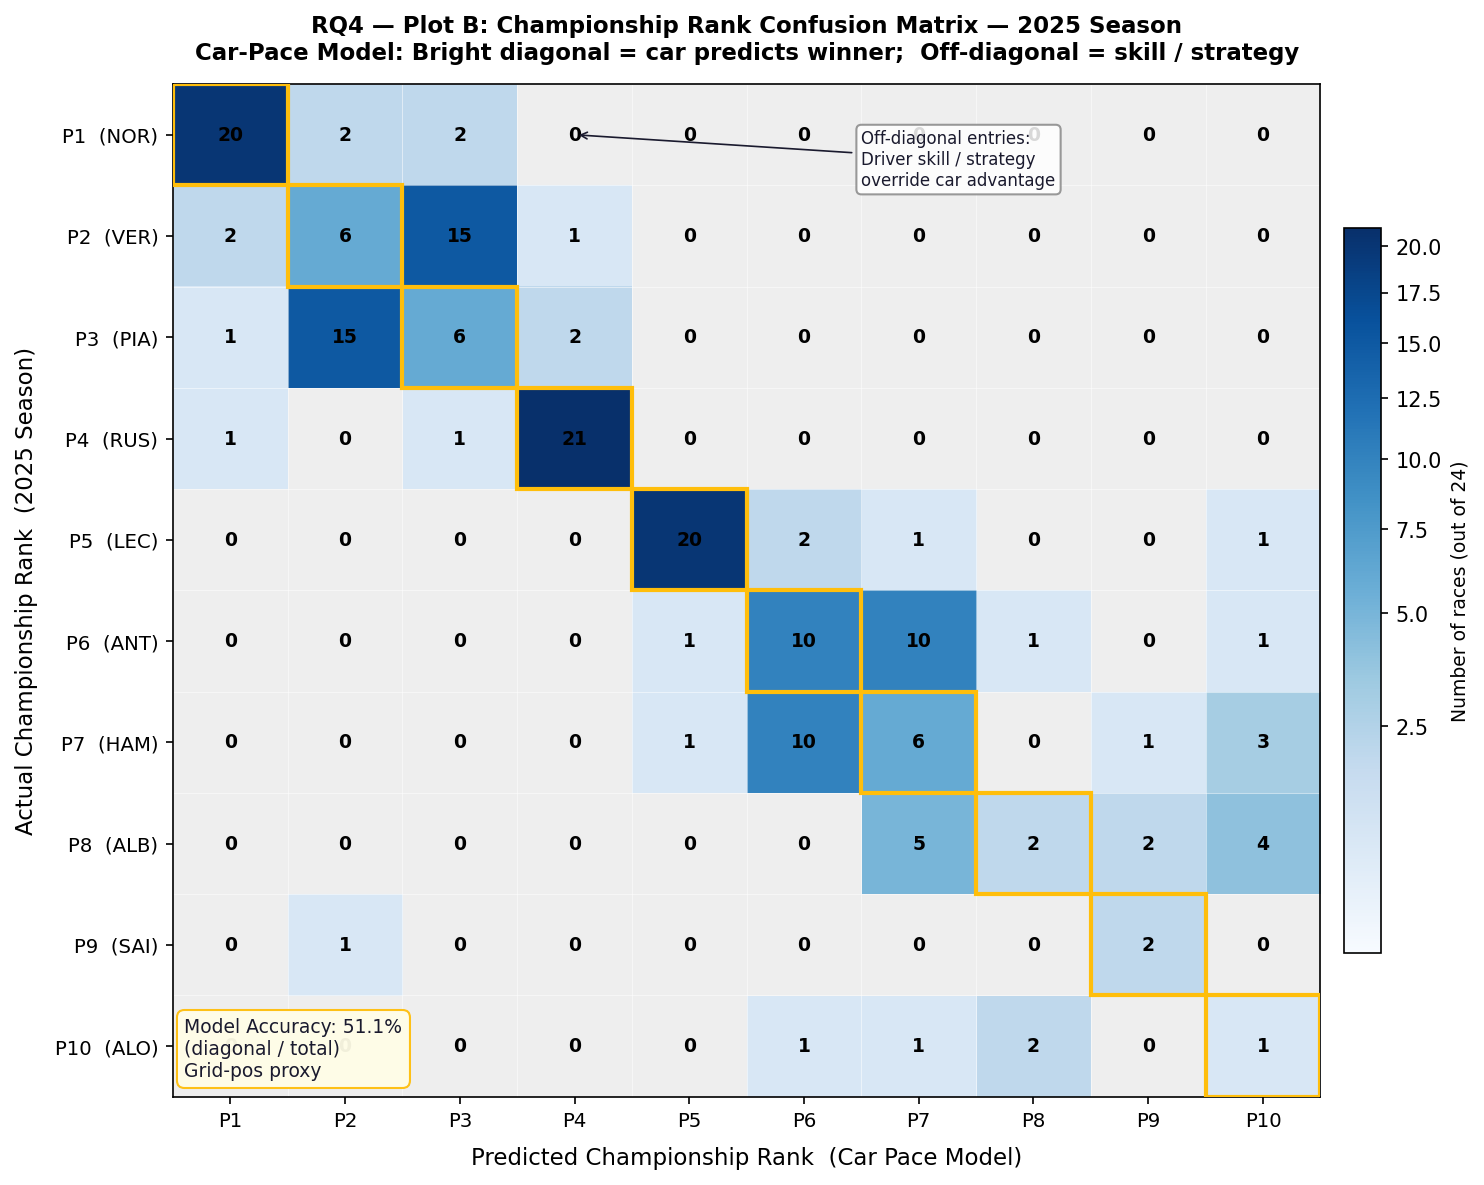 RQ4 — Plot B: Championship Rank Confusion Matrix — 2025 Season
Car-Pace Model: Bright diagonal = car predicts winner;  Off-diagonal = skill / strategy
P1 (NOR) 20 2 2 0 0 0 0 0 0 0
Off-diagonal entries:
Driver skill / strategy
override car advantage
P2 (VER) 2 6 15 1 0 0 0 0 0 0
P3 (PIA) 1 15 6 2 0 0 0 0 0 0
P4 (RUS) 1 0 1 21 0 0 0 0 0 0
P5 (LEC) 0 0 0 0 20 2 1 0 0 1
P6 (ANT) 0 0 0 0 1 10 10 1 0 1
P7 (HAM) 0 0 0 0 1 10 6 0 1 3
P8 (ALB) 0 0 0 0 0 0 5 2 2 4
P9 (SAI) 0 1 0 0 0 0 0 0 2 0
P10 (ALO) 0 0 0 0 0 1 1 2 0 1
Model Accuracy: 51.1%
(diagonal / total)
Grid-pos proxy
P1 P2 P3 P4 P5 P6 P7 P8 P9 P10
Predicted Championship Rank (Car Pace Model)
Actual Championship Rank (2025 Season)
20.0
17.5
15.0
12.5
10.0
7.5
5.0
2.5
Number of races (out of 24)